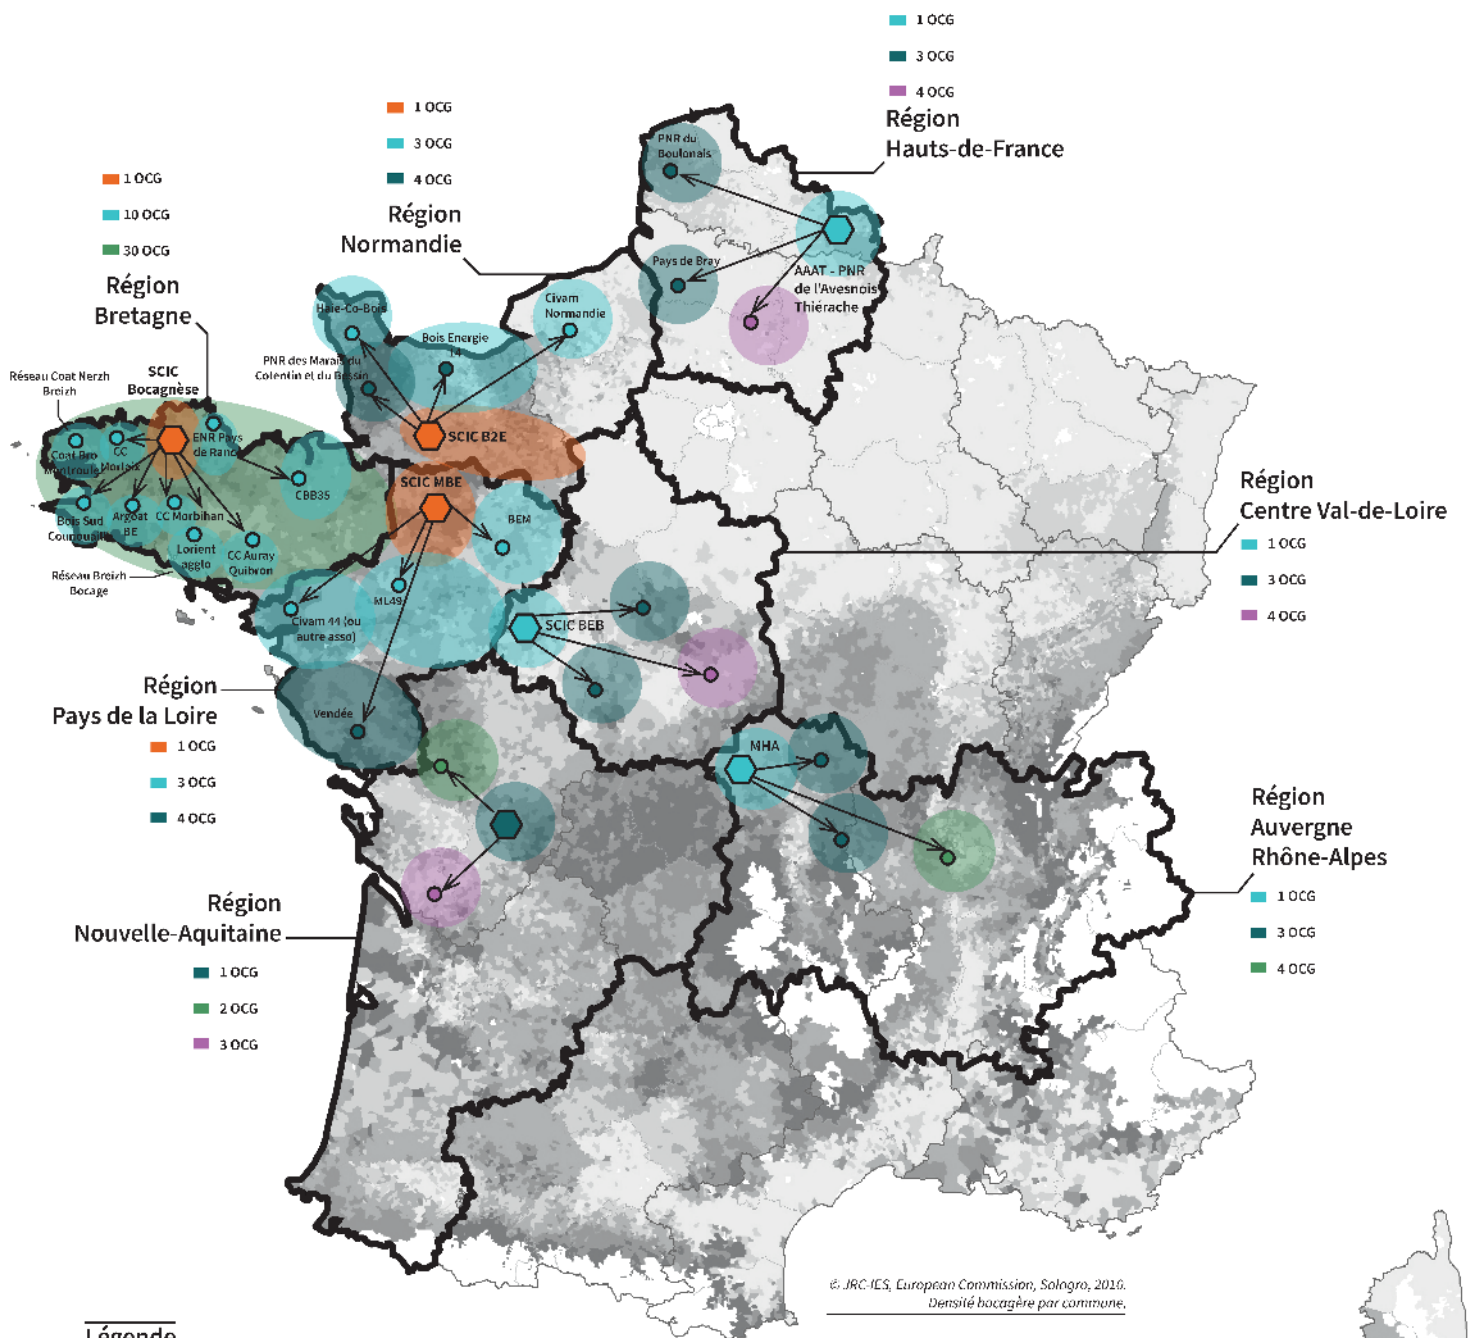 1 OCG
3 OCG
4 OCG
Région
Hauts-de-France
1 OCG
3 OCG
4 OCG
Région
Normandie
1 OCG
10 OCG
30 OCG
Région
Bretagne
PNR du
Boulonais
Pays de Bray
AAAT - PNR
de l'Avesnois
Thiérache
Haie-Co-Bois
Civam
Normandie
Bois Energie
14
PNR des Marais du
Cotentin et du Bessin
SCIC B2E
SCIC
Bocagnèse
Réseau Coat Nerzh
Breizh
ENR Pays
de Rance
Coat Bro
Montroulez
CC
Morlaix
CBB35
Bois Sud
Cornouaille
Argoat
BE
CC Morbihan
Lorient
agglo
CC Auray
Quibron
Réseau Breizh
Bocage
SCIC MBE
BEM
ML49
Civam 44 (ou
autre asso)
Vendée
SCIC BEB
Région
Centre Val-de-Loire
1 OCG
3 OCG
4 OCG
Région
Pays de la Loire
1 OCG
3 OCG
4 OCG
MHA
Région
Auvergne
Rhône-Alpes
1 OCG
3 OCG
4 OCG
Région
Nouvelle-Aquitaine
1 OCG
2 OCG
3 OCG
© JRC-IES, European Commission, Sologro, 2016.
Densité bocagère par commune.
Légende